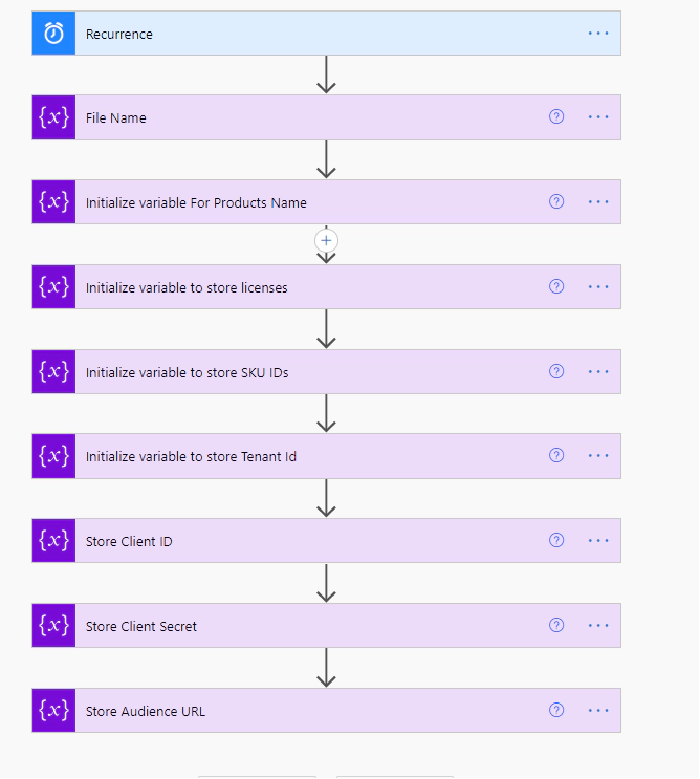 Recurrence
{x} File Name
{x} Initialize variable For Products Name
{x} Initialize variable to store licenses
{x} Initialize variable to store SKU IDs
{x} Initialize variable to store Tenant Id
{x} Store Client ID
{x} Store Client Secret
{x} Store Audience URL